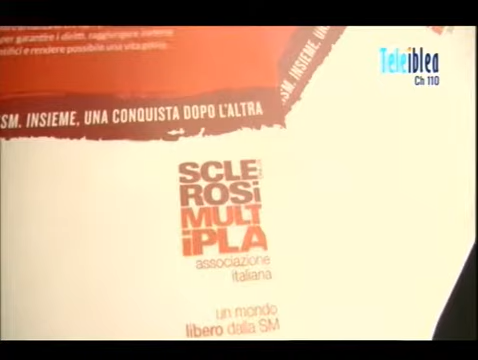 per garantire i diritti, raggiungere insieme
e rendere possibile una vita
SM. INSIEME, UNA CONQUISTA DOPO L'ALTRA
SM. INSIEME, UN
Teleiblea
Ch 110
SCLE
ROSi
MULT
iPLA
associazione
italiana
un mondo
libero dalla SM